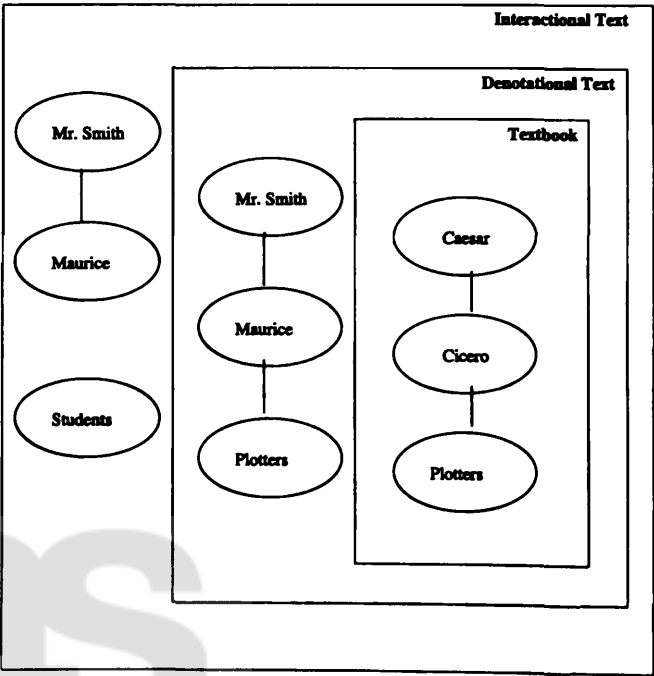 Interactional Text
Denotational Text
Textbook
Mr. Smith
Maurice
Students
Mr. Smith
Maurice
Plotters
Caesar
Cicero
Plotters